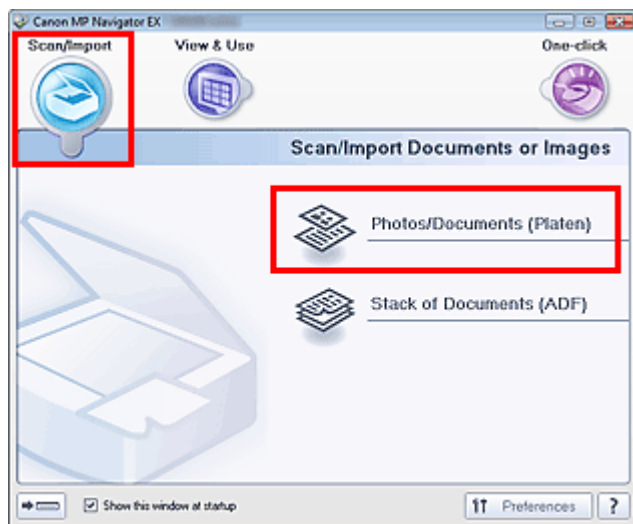 Canon MP Navigator EX
Scan/Import
View & Use
One-click
Scan/Import Documents or Images
Photos/Documents (Platen)
Stack of Documents (ADF)
Show this window at startup
Preferences
?